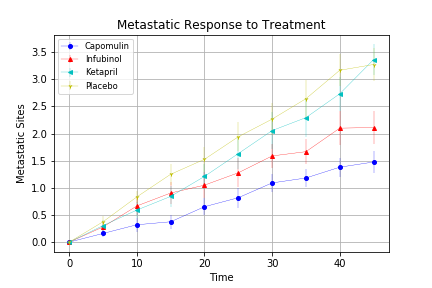 Metastatic Response to Treatment
Capomulin
Infubinol
Ketapril
Placebo
Metastatic Sites
3.5
3.0
2.5
2.0
1.5
1.0
0.5
0.0
0 10 20 30 40
Time